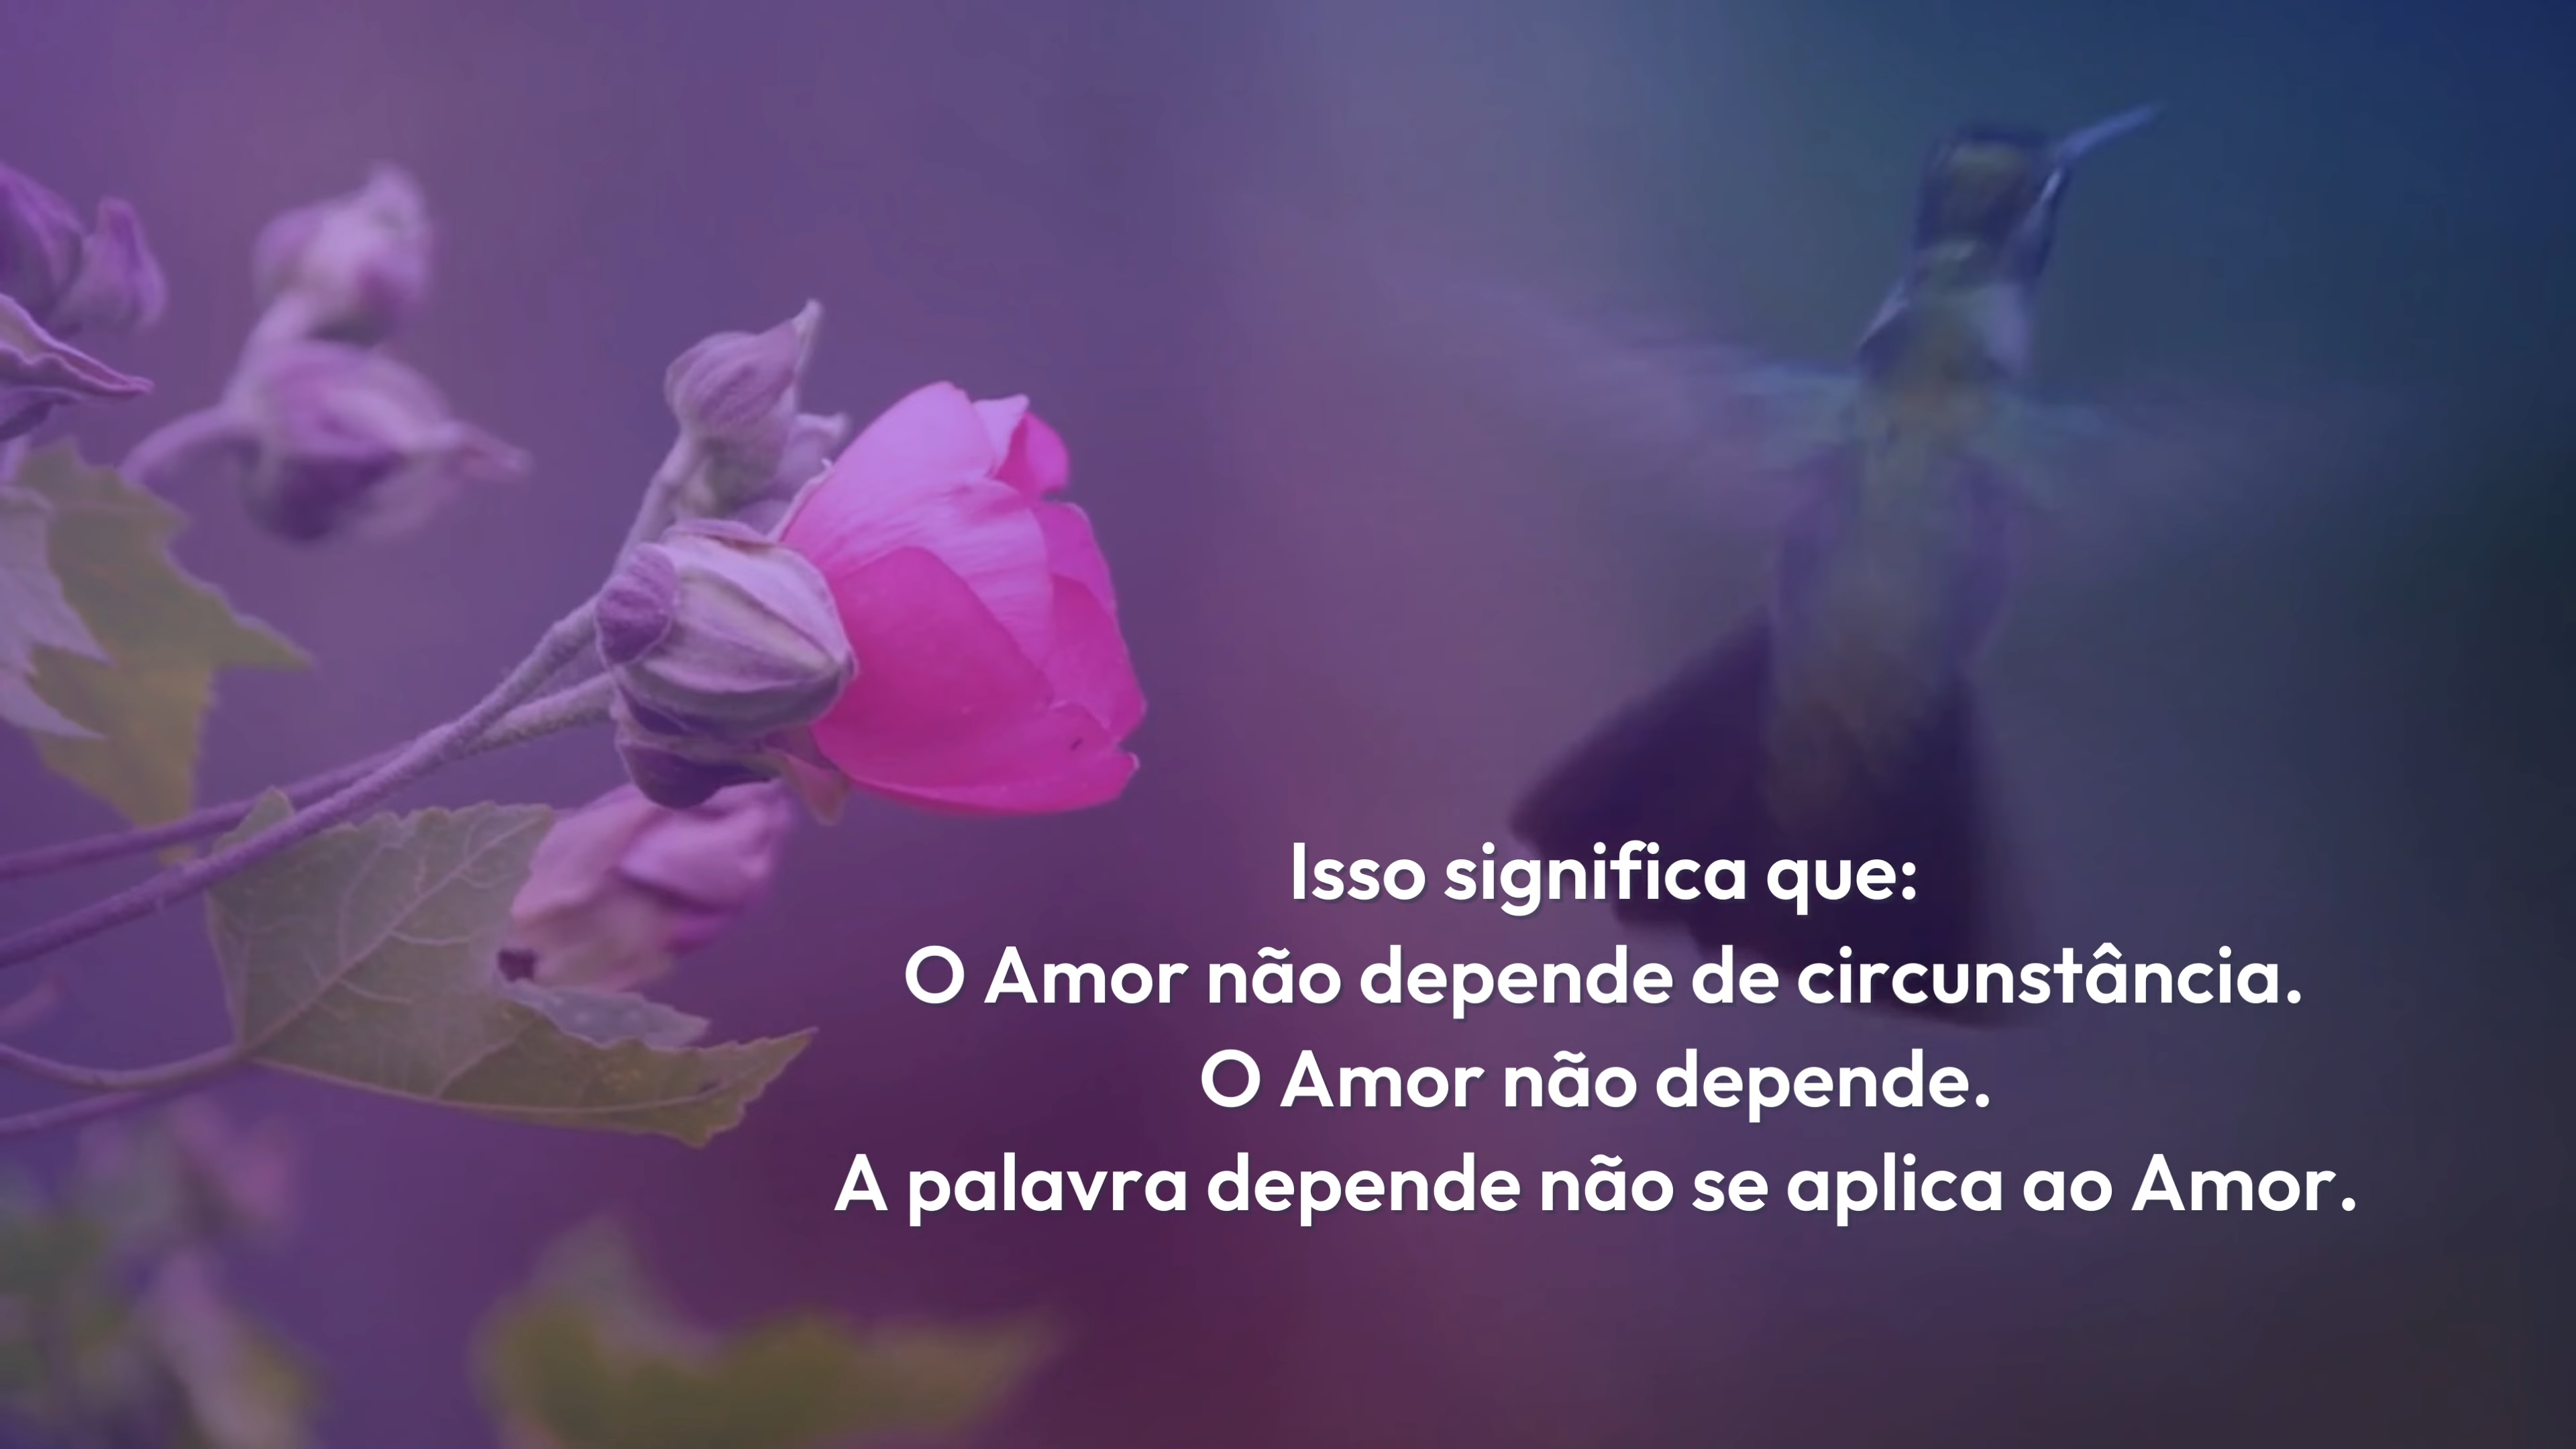 Isso significa que:
O Amor não depende de circunstância.
O Amor não depende.
A palavra depende não se aplica ao Amor.